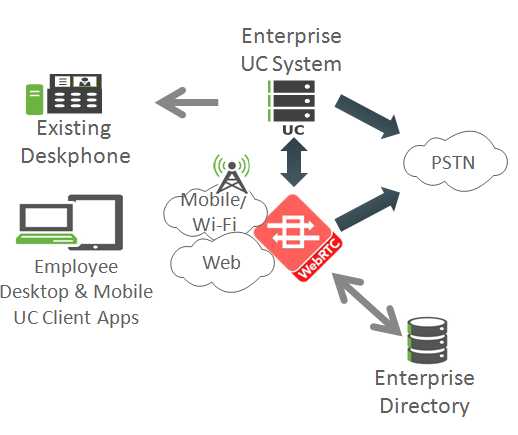 Enterprise
UC System
UC
Existing
Deskphone
PSTN
Mobile/
Wi-Fi
Web
WebRTC
Employee
Desktop & Mobile
UC Client Apps
Enterprise
Directory